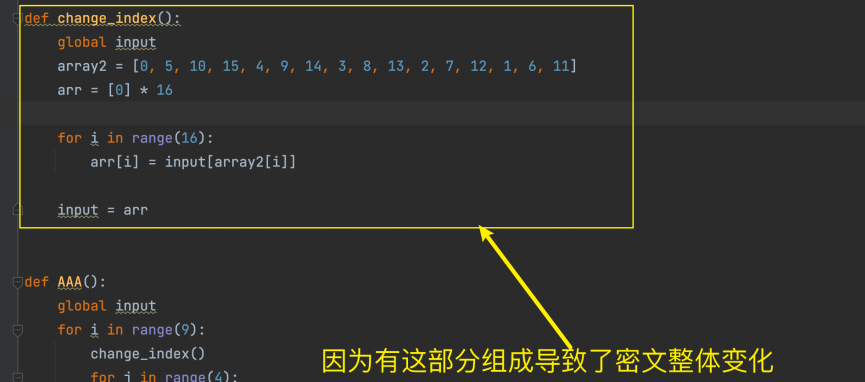 def change_index():
global input
array2 = [0, 5, 10, 15, 4, 9, 14, 3, 8, 13, 2, 7, 12, 1, 6, 11]
arr = [0] * 16
for i in range(16):
arr[i] = input[array2[i]]
input = arr
def AAA():
global input
for i in range(9):
change_index()
for j in range(4):
因为有这部分组成导致了密文整体变化